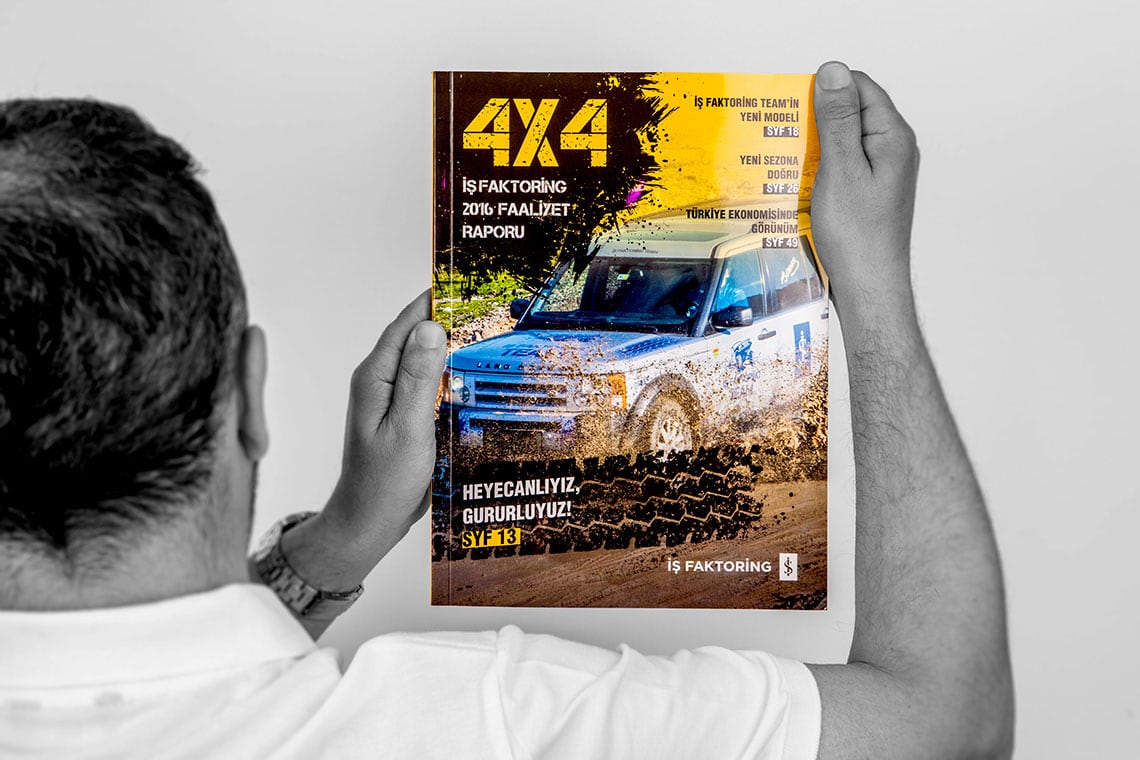 4X4
İŞ FAKTORİNG
2016 FAALİYET
RAPORU
İŞ FAKTORİNG TEAM'İN
YENİ MODELİ
SYF 18
YENİ SEZONA
DOĞRU
SYF 26
TÜRKİYE EKONOMİSİNDE
GÖRÜNÜM
SYF 49
HEYECANLIYIZ,
GURURLUYUZ!
SYF 13
İŞ FAKTORİNG